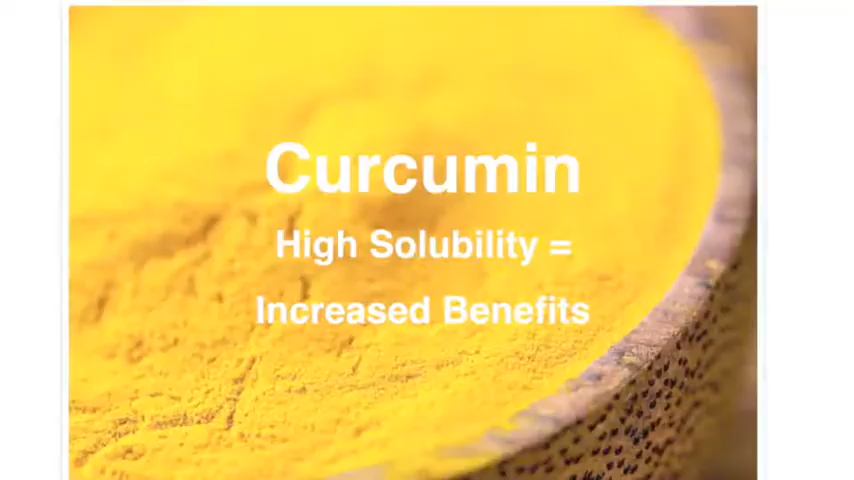 Curcumin
High Solubility =
Increased Benefits